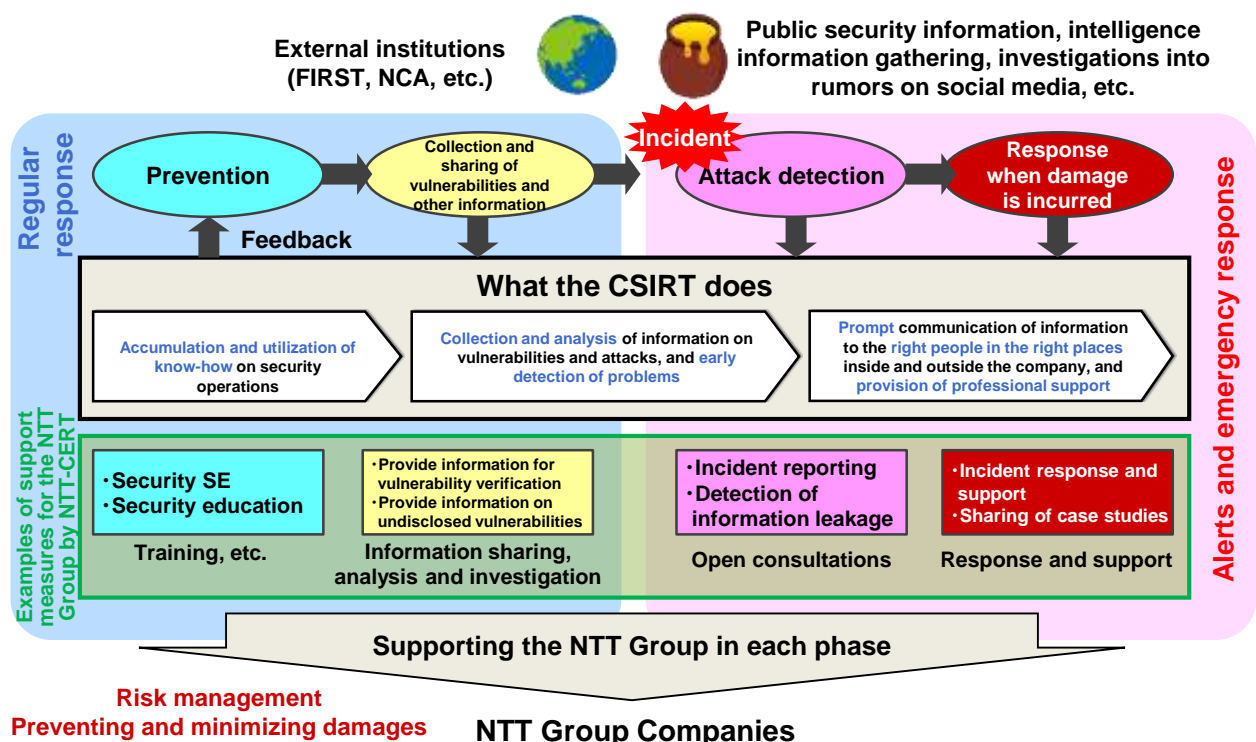 External institutions
(FIRST, NCA, etc.)
Public security information, intelligence
information gathering, investigations into
rumors on social media, etc.
Regular
response
Prevention
Collection and
sharing of
vulnerabilities and
other information
Incident
Attack detection
Response
when damage
is incurred
Feedback
Alerts and emergency response
What the CSIRT does
Accumulation and utilization of
know-how on security
operations
Collection and analysis of information on
vulnerabilities and attacks, and early
detection of problems
Prompt communication of information
to the right people in the right places
inside and outside the company, and
provision of professional support
Examples of support
measures for the NTT
Group by NTT-CERT
・Security SE
・Security education
Training, etc.
・Provide information for
vulnerability verification
・Provide information on
undisclosed vulnerabilities
Information sharing,
analysis and investigation
・Incident reporting
・Detection of
information leakage
Open consultations
・Incident response and
support
・Sharing of case studies
Response and support
Supporting the NTT Group in each phase
Risk management
Preventing and minimizing damages
NTT Group Companies